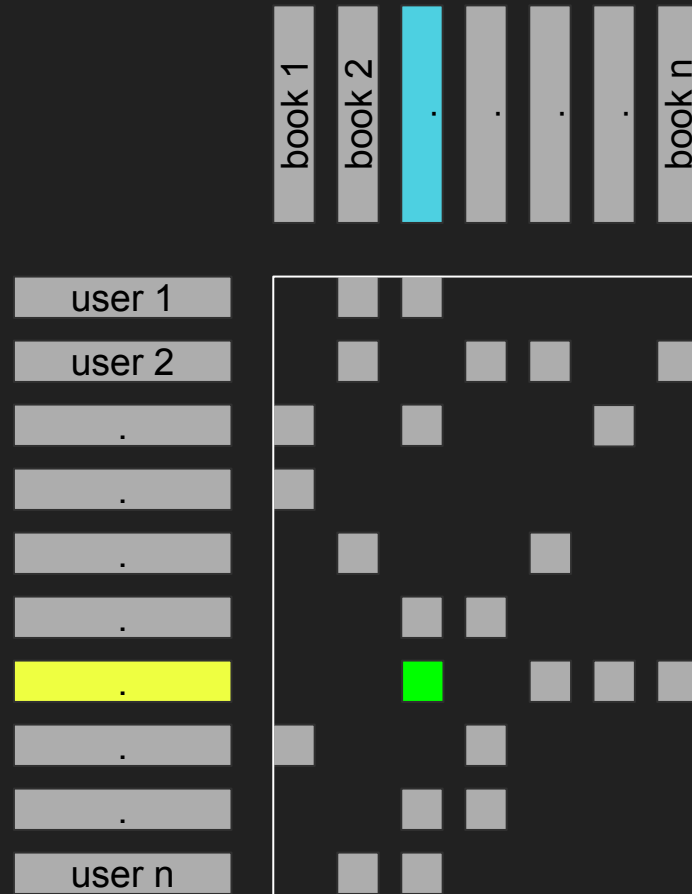 book 1
book 2
.
.
.
.
book n
user 1
user 2
.
.
.
.
.
.
.
user n